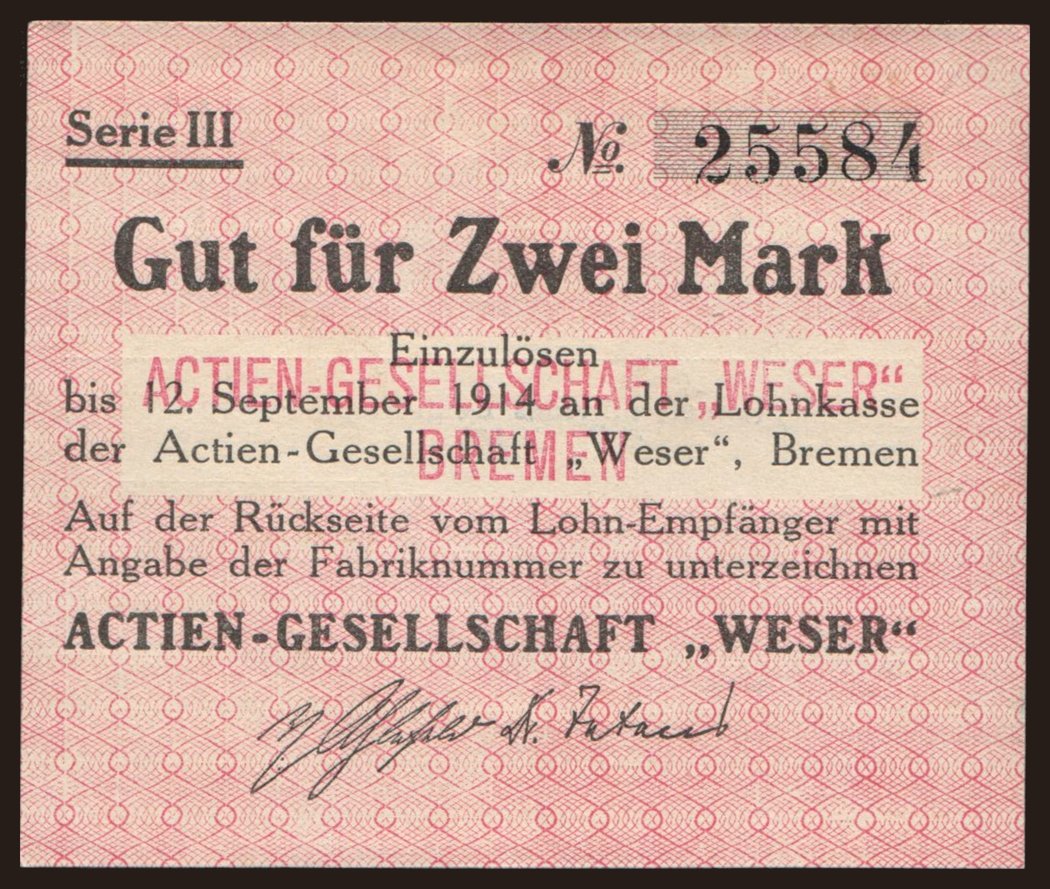 Serie III
No. 25584
Gut für Zwei Mark
Einzulösen
ACTIEN-GESELLSCHAFT „WESER“
bis 12. September 1914 an der Lohnkasse
der Actien-Gesellschaft „Weser“, Bremen
BREMEN
Auf der Rückseite vom Lohn-Empfänger mit
Angabe der Fabriknummer zu unterzeichnen
ACTIEN-GESELLSCHAFT „WESER“